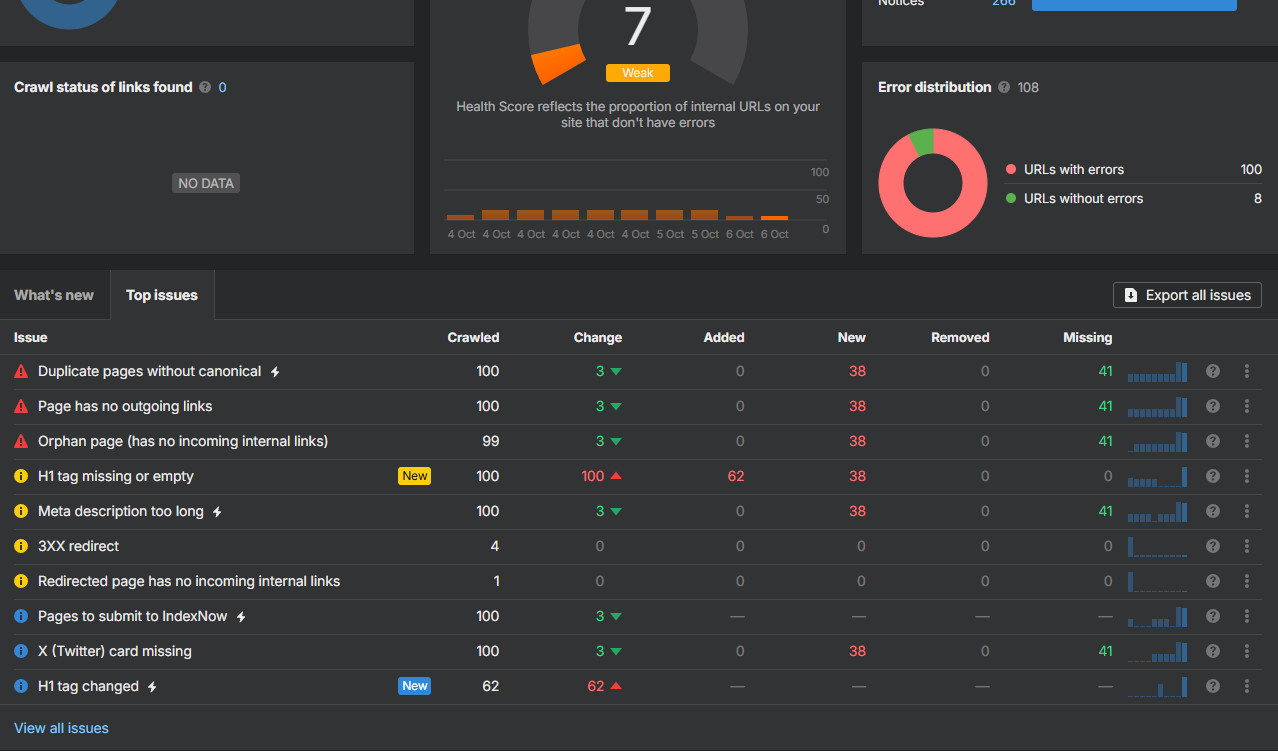 7
Weak
Health Score reflects the proportion of internal URLs on your
site that don't have errors
100
50
0
4 Oct 4 Oct 4 Oct 4 Oct 4 Oct 4 Oct 5 Oct 5 Oct 6 Oct 6 Oct
Notices 266
Crawl status of links found ? 0
NO DATA
Error distribution ? 108
URLs with errors 100
URLs without errors 8
What's new Top issues Export all issues
Issue Crawled Change Added New Removed Missing
Duplicate pages without canonical 100 3 0 38 0 41 ?
Page has no outgoing links 100 3 0 38 0 41 ?
Orphan page (has no incoming internal links) 99 3 0 38 0 41 ?
H1 tag missing or empty New 100 100 62 38 0 0 ?
Meta description too long 100 3 0 38 0 41 ?
3XX redirect 4 0 0 0 0 0 ?
Redirected page has no incoming internal links 1 0 0 0 0 0 ?
Pages to submit to IndexNow 100 3 — — — — ?
X (Twitter) card missing 100 3 0 38 0 41 ?
H1 tag changed New 62 62 — — — — ?
View all issues